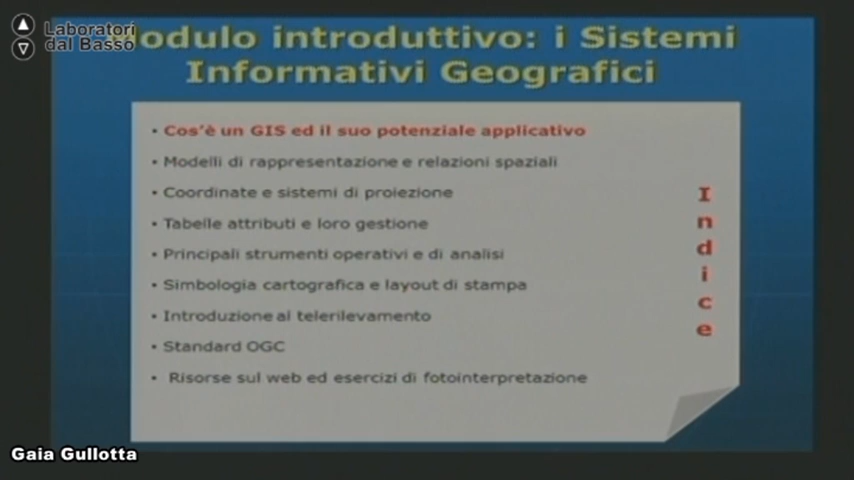 Laboratori
dal Basso
Modulo introduttivo: i Sistemi
Informativi Geografici
• Cos'è un GIS ed il suo potenziale applicativo
• Modelli di rappresentazione e relazioni spaziali
• Coordinate e sistemi di proiezione
• Tabelle attributi e loro gestione
• Principali strumenti operativi e di analisi
• Simbologia cartografica e layout di stampa
• Introduzione al telerilevamento
• Standard OGC
• Risorse sul web ed esercizi di fotointerpretazione
Indice
Gaia Gullotta